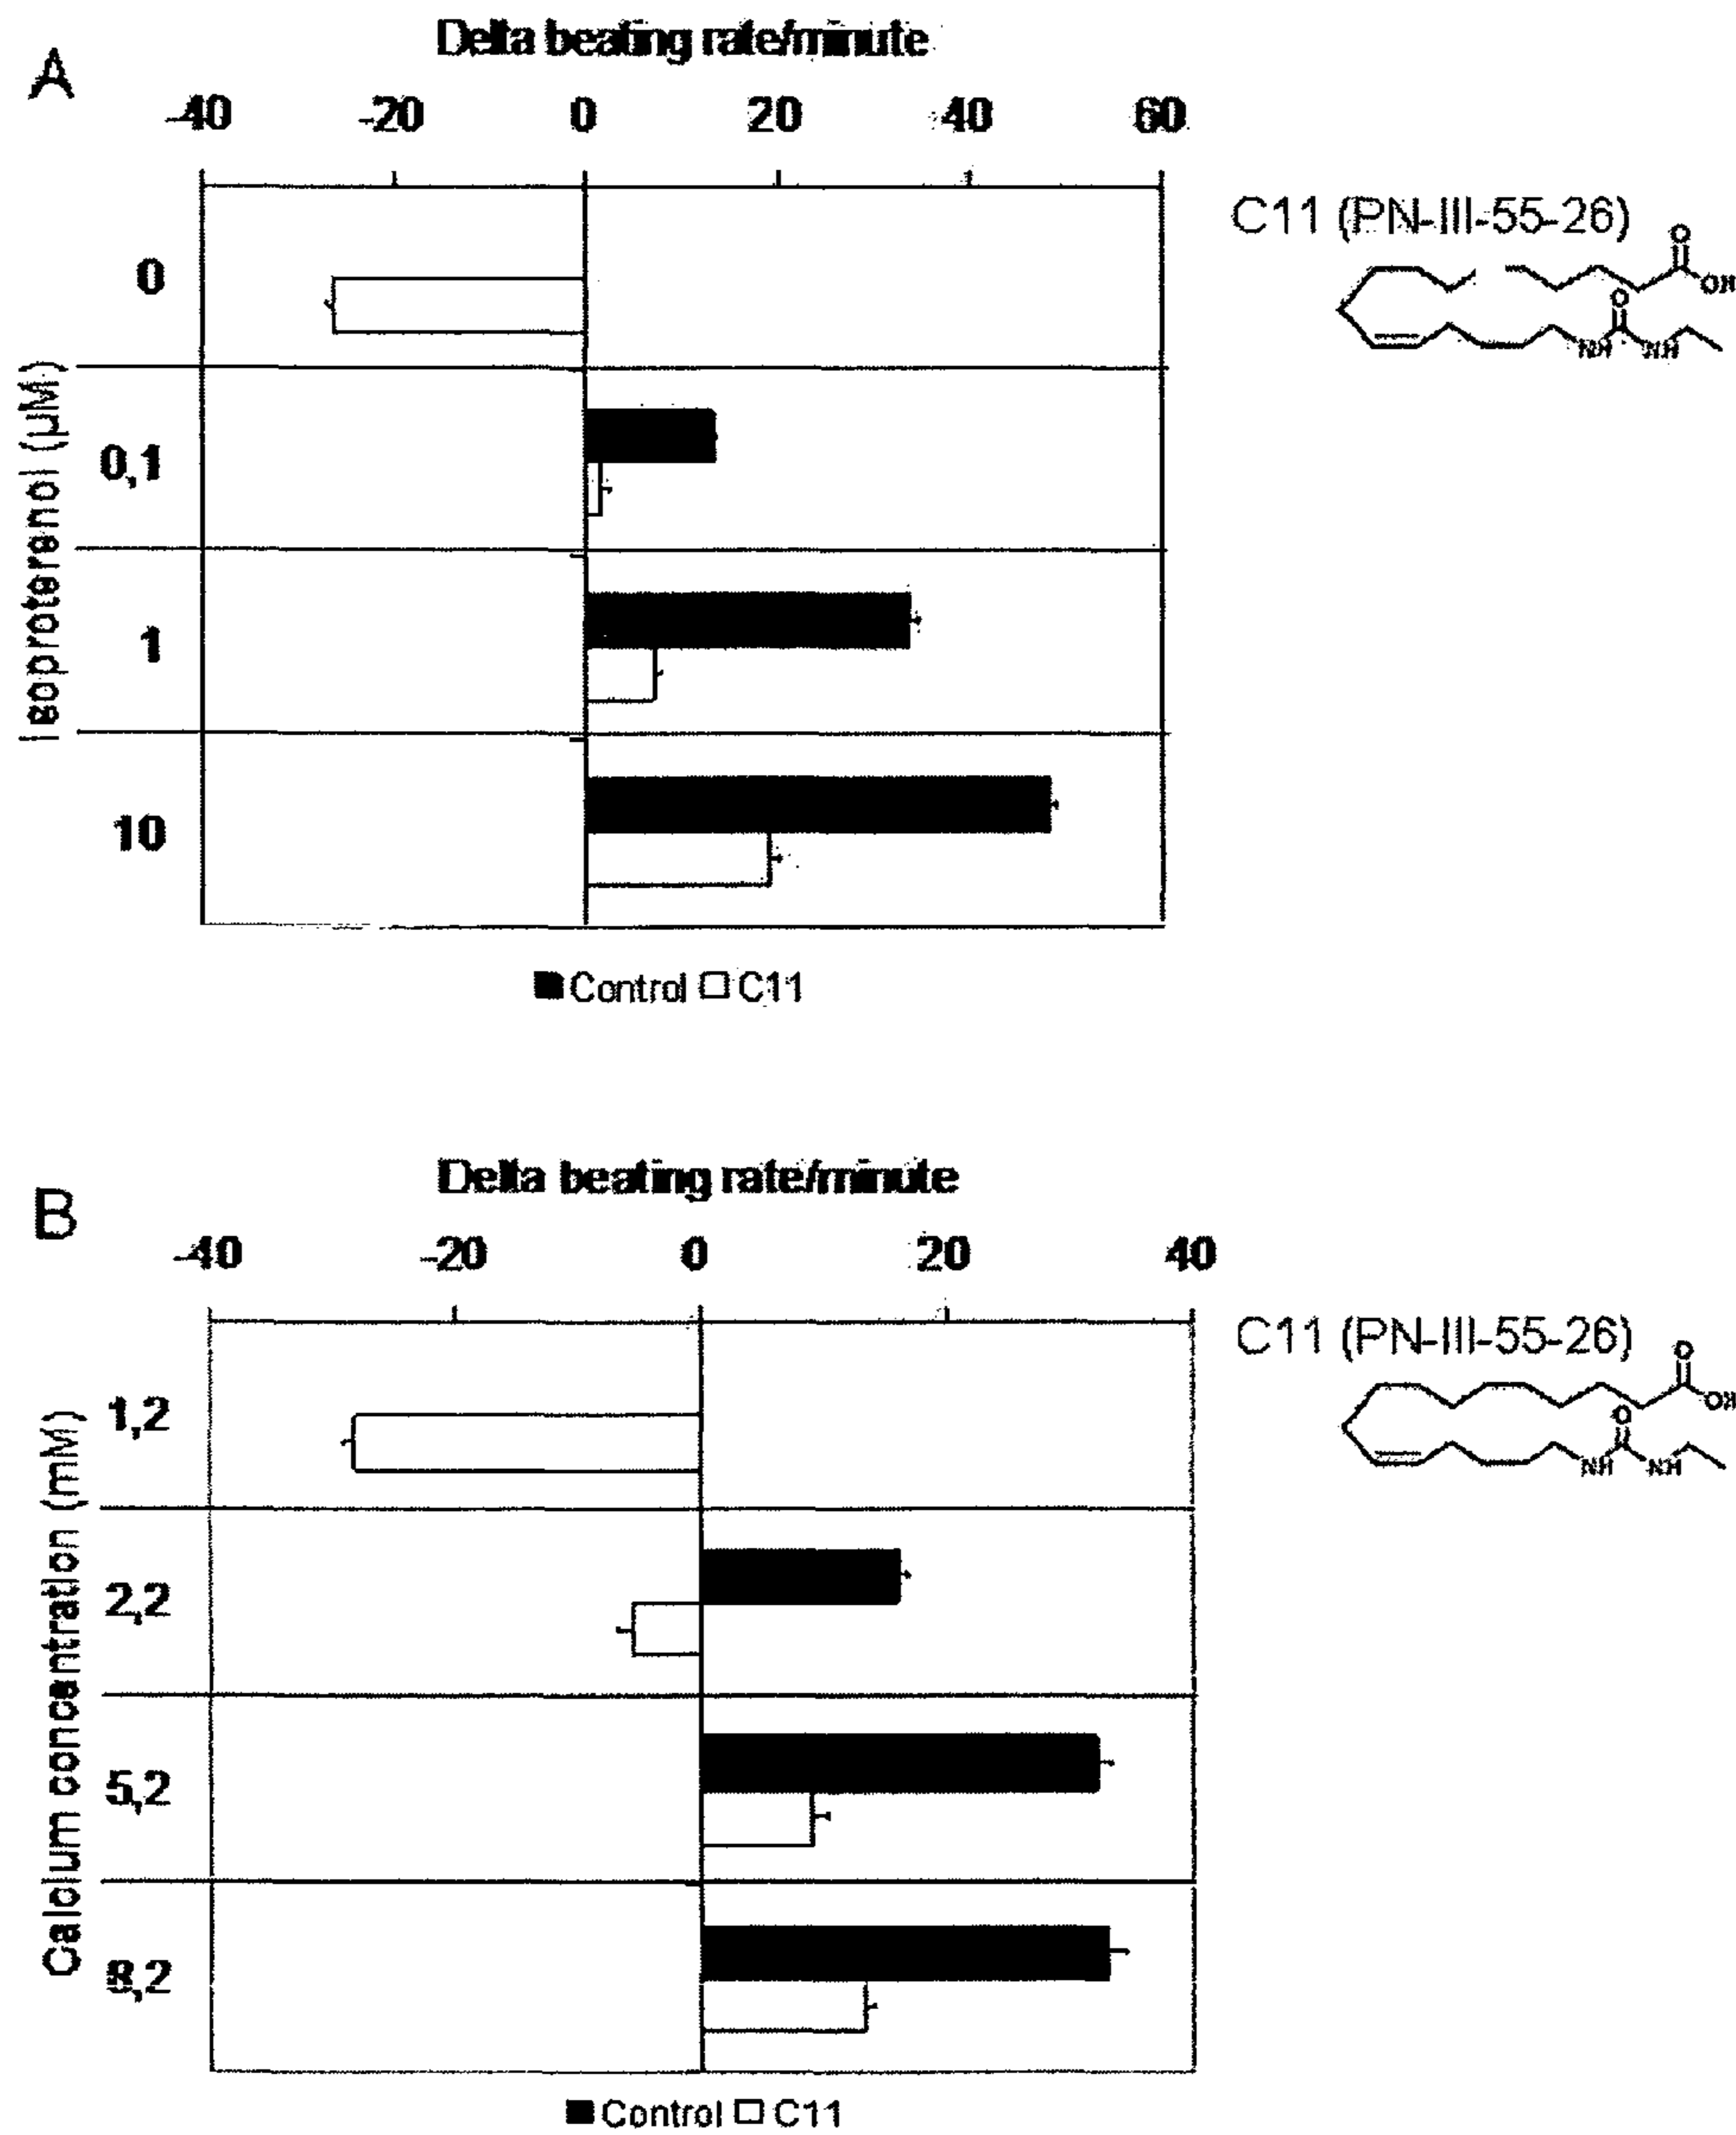 A
Delta beating rate/minute
-40 -20 0 20 40 60
Isoproterenol (µM)
0
0,1
1
10
Control C11
C11 (PN-III-55-26)
O
OH
O
NH NH
B
Delta beating rate/minute
-40 -20 0 20 40
Calcium concentration (mM)
1,2
2,2
5,2
8,2
Control C11
C11 (PN-III-55-26)
O
OH
O
NH NH